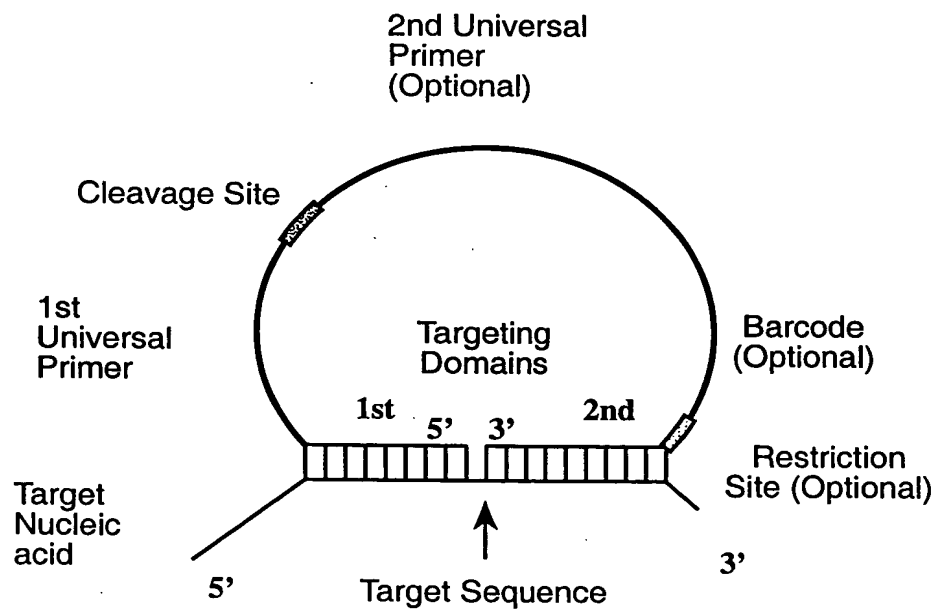 2nd Universal
Primer
(Optional)
Cleavage Site
1st
Universal
Primer
Targeting
Domains
Barcode
(Optional)
1st
5’
3’
2nd
Restriction
Site (Optional)
Target
Nucleic
acid
5’
Target Sequence
3’